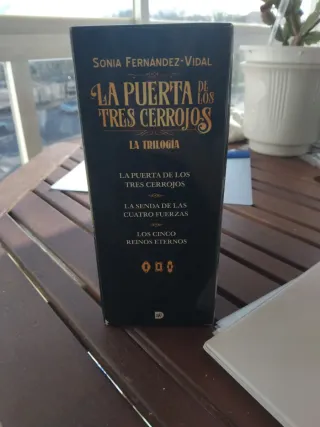 SONIA FERNÁNDEZ-VIDAL
LA PUERTA DE LOS
TRES CERROJOS
LA TRILOGÍA
LA PUERTA DE LOS
TRES CERROJOS
LA SENDA DE LAS
CUATRO FUERZAS
LOS CINCO
REINOS ETERNOS